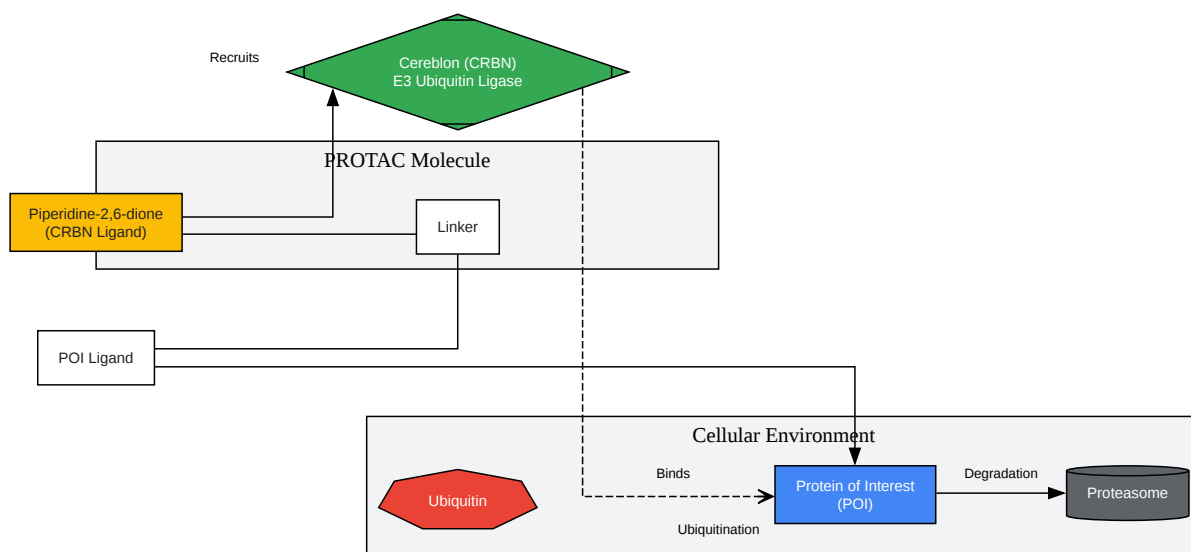 Recruits
Cereblon (CRBN)
E3 Ubiquitin Ligase
PROTAC Molecule
Piperidine-2,6-dione
(CRBN Ligand)
Linker
POI Ligand
Cellular Environment
Ubiquitin
Binds
Ubiquitination
Protein of Interest
(POI)
Degradation
Proteasome